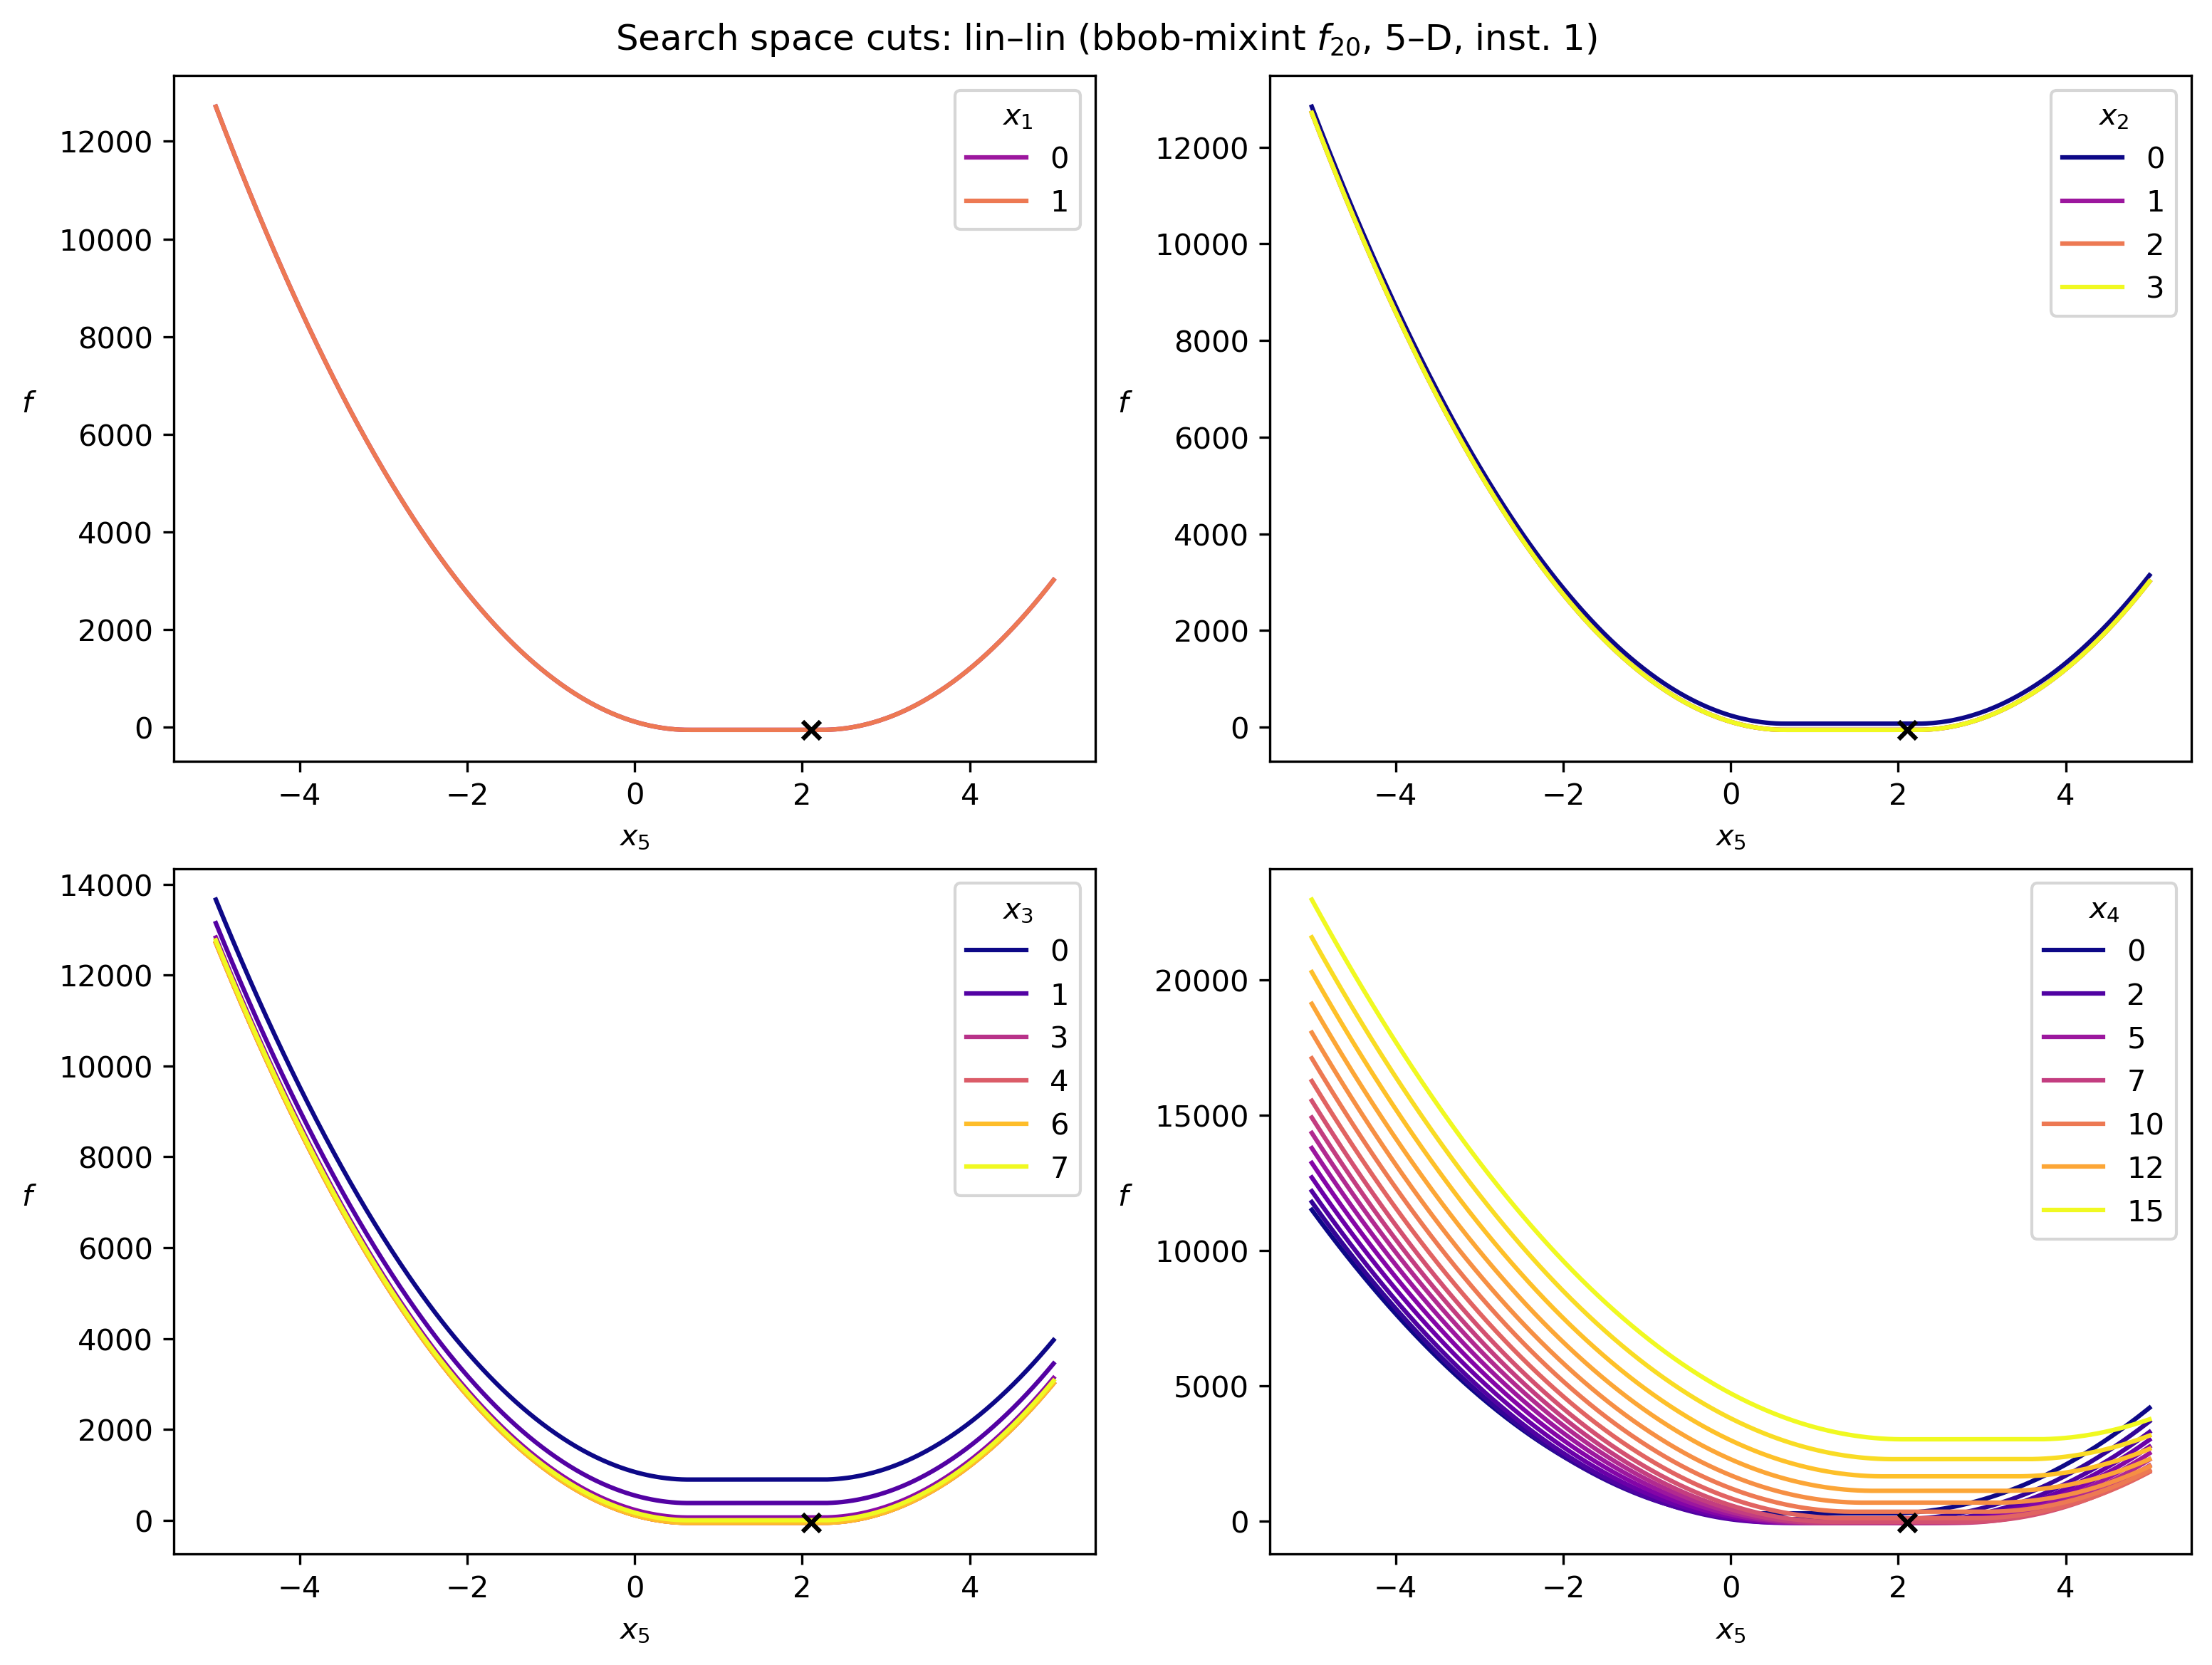 Search space cuts: lin–lin (bbob-mixint f₂₀, 5–D, inst. 1)
12000
10000
8000
6000
4000
2000
0
f
−4 −2 0 2 4
x₅
x₁
0
1
12000
10000
8000
6000
4000
2000
0
f
−4 −2 0 2 4
x₅
x₂
0
1
2
3
14000
12000
10000
8000
6000
4000
2000
0
f
−4 −2 0 2 4
x₅
x₃
0
1
3
4
6
7
20000
15000
10000
5000
0
f
−4 −2 0 2 4
x₅
x₄
0
2
5
7
10
12
15